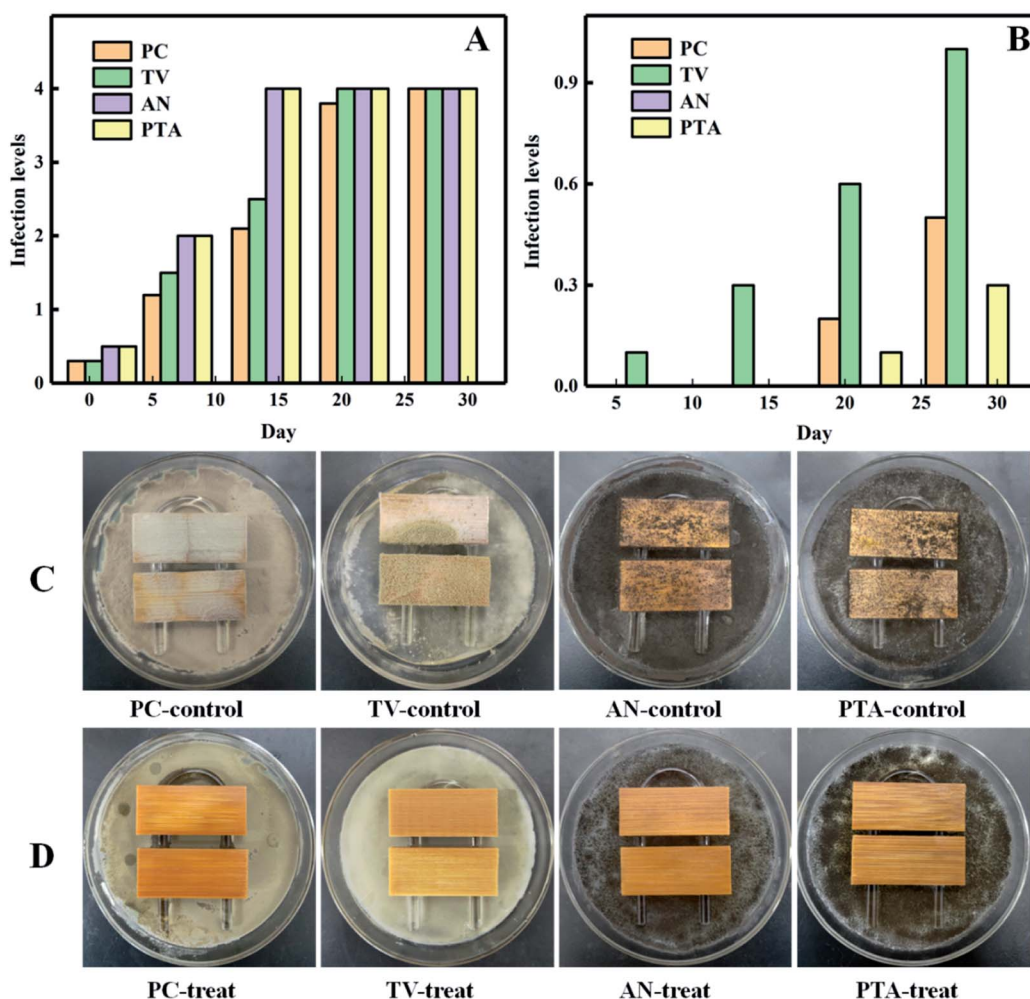 A
PC
TV
AN
PTA
Infection levels
4
3
2
1
0
0 5 10 15 20 25 30
Day
B
PC
TV
AN
PTA
Infection levels
0.9
0.6
0.3
0.0
5 10 15 20 25 30
Day
C
PC-control TV-control AN-control PTA-control
D
PC-treat TV-treat AN-treat PTA-treat